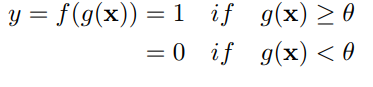 y = f(g(x)) = 1 if g(x) ≥ θ
= 0 if g(x) < θ